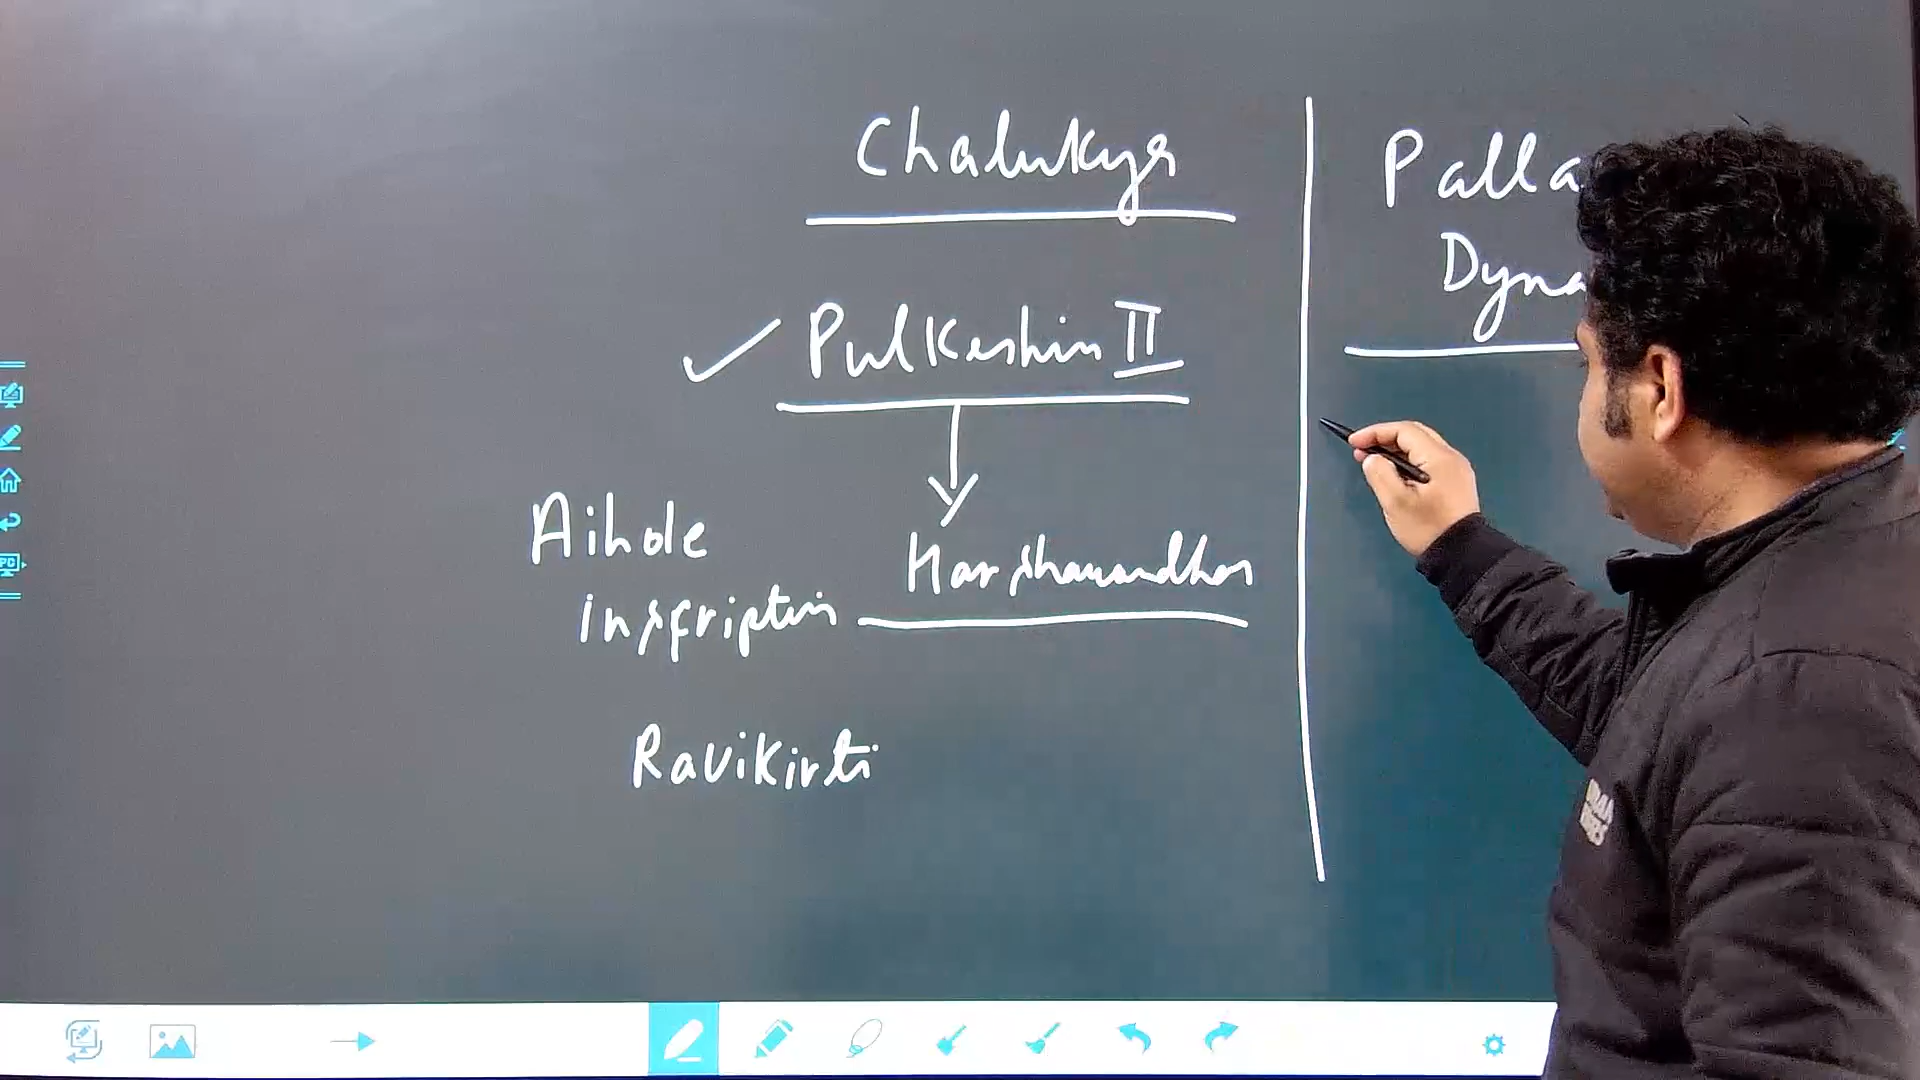 Chalukya
Pulkeshin II
Aihole
Inscription
Harshavardhan
Ravikirti
Palla
Dyna